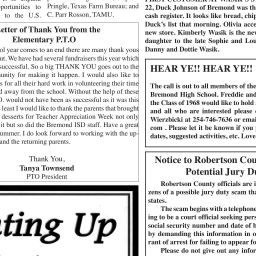 opportunities to
to the U.S.
Pringle, Texas Farm Bureau; and
C. Parr Rosson, TAMU.
etter of Thank You from the
Elementary P.T.O
ol year comes to an end there are many thank yous
out. We have had several fundraisers this year which
successful. So a big THANK YOU goes out to the
unity for making it happen. I would also like to
rs for all their hard work in volunteering their time
d away from the school. Without the help of these
O. would not have been as successful as it was this
least I would like to thank the parents that brought
desserts for Teacher Appreciation Week not only
it but so did the Bremond ISD staff. Have a great
ummer. I do look forward to working with the up-
and the returning parents.
Thank You,
Tanya Townsend
PTO President
nting Up
22, Duck Johnson of Bremond was th
cash register. It looks like bread, chip
Duck's list that morning. Olivia acce
new store. Kimberly Wasik is the new
daughter to the late Sophie and Lou
Danny and Dottie Wasik.
HEAR YE!! HEAR YE!!
The call is out to all members of the
Bremond High School. Freddie and
the Class of 1968 would like to hold
and all who are interested please c
Wierzbicki at 254-746-7636 or emai
com . Please let it be known if you
dates, suggested activities, etc. Love
Notice to Robertson Coun
Potential Jury Du
Robertson County officials are i
zens of a possible jury duty scam tha
states.
The scam begins with a telephone
ing to be a court official seeking pers
social security number and date of b
by demanding this information in o
rant of arrest for failing to appear fo
Please do not give out any infor